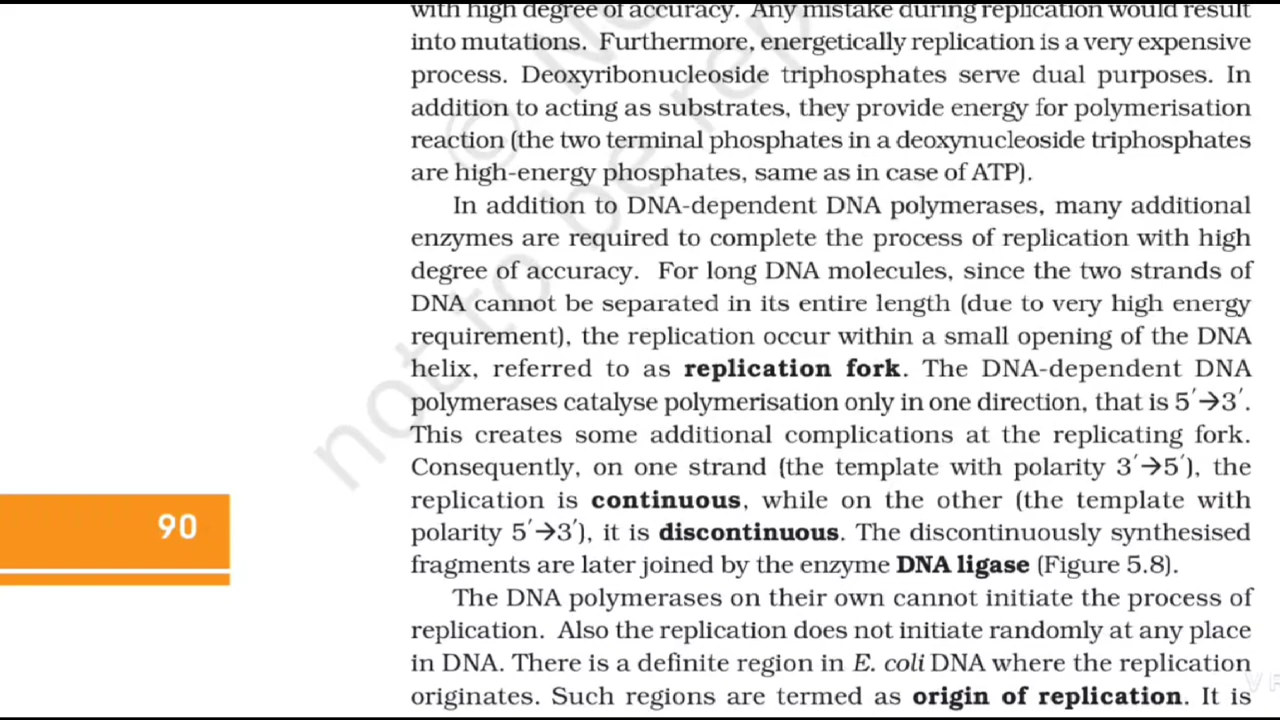 with high degree of accuracy. Any mistake during replication would result
into mutations. Furthermore, energetically replication is a very expensive
process. Deoxyribonucleoside triphosphates serve dual purposes. In
addition to acting as substrates, they provide energy for polymerisation
reaction (the two terminal phosphates in a deoxynucleoside triphosphates
are high-energy phosphates, same as in case of ATP).
In addition to DNA-dependent DNA polymerases, many additional
enzymes are required to complete the process of replication with high
degree of accuracy. For long DNA molecules, since the two strands of
DNA cannot be separated in its entire length (due to very high energy
requirement), the replication occur within a small opening of the DNA
helix, referred to as replication fork. The DNA-dependent DNA
polymerases catalyse polymerisation only in one direction, that is 5′→3′.
This creates some additional complications at the replicating fork.
Consequently, on one strand (the template with polarity 3′→5′), the
replication is continuous, while on the other (the template with
polarity 5′→3′), it is discontinuous. The discontinuously synthesised
fragments are later joined by the enzyme DNA ligase (Figure 5.8).
The DNA polymerases on their own cannot initiate the process of
replication. Also the replication does not initiate randomly at any place
in DNA. There is a definite region in E. coli DNA where the replication
originates. Such regions are termed as origin of replication. It is
90
not to be rep